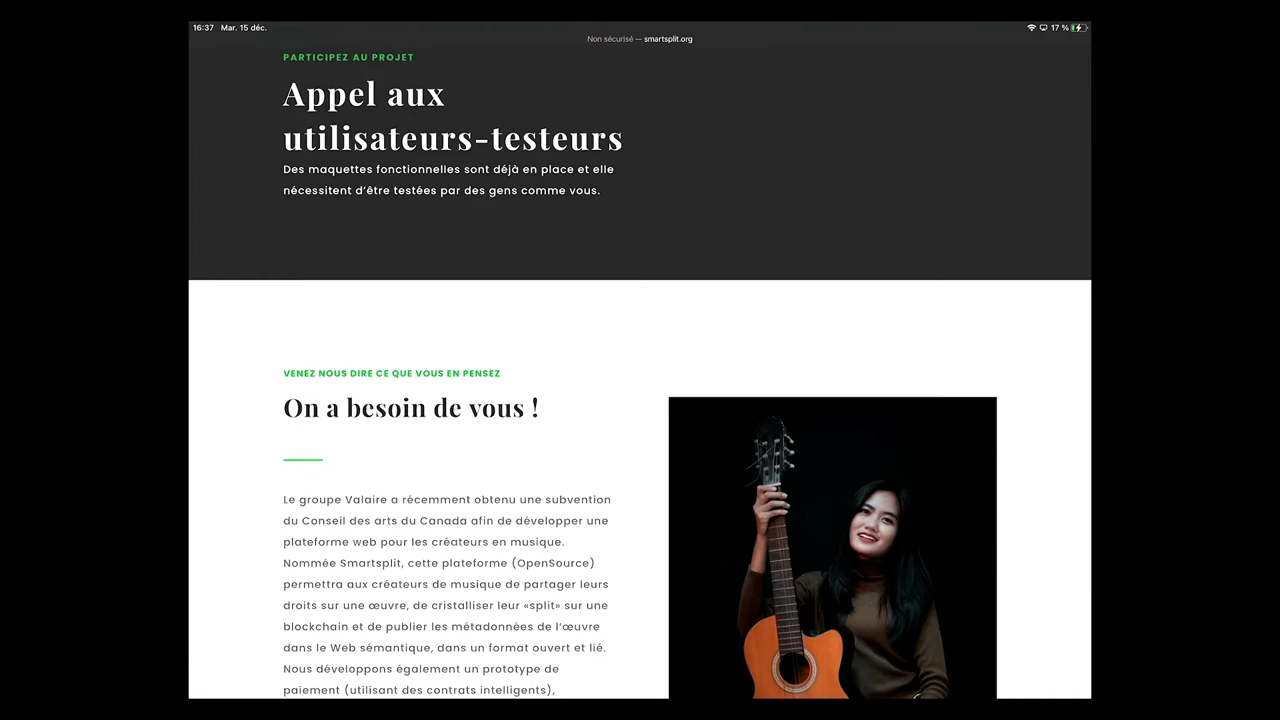 16:37 Mar. 15 déc.
17 %
Non sécurisé — smartsplit.org
PARTICIPEZ AU PROJET
Appel aux
utilisateurs-testeurs
Des maquettes fonctionnelles sont déjà en place et elle
nécessitent d'être testées par des gens comme vous.
VENEZ NOUS DIRE CE QUE VOUS EN PENSEZ
On a besoin de vous !
Le groupe Valaire a récemment obtenu une subvention
du Conseil des arts du Canada afin de développer une
plateforme web pour les créateurs en musique.
Nommée Smartsplit, cette plateforme (OpenSource)
permettra aux créateurs de musique de partager leurs
droits sur une œuvre, de cristalliser leur «split» sur une
blockchain et de publier les métadonnées de l'œuvre
dans le Web sémantique, dans un format ouvert et lié.
Nous développons également un prototype de
paiement (utilisant des contrats intelligents),